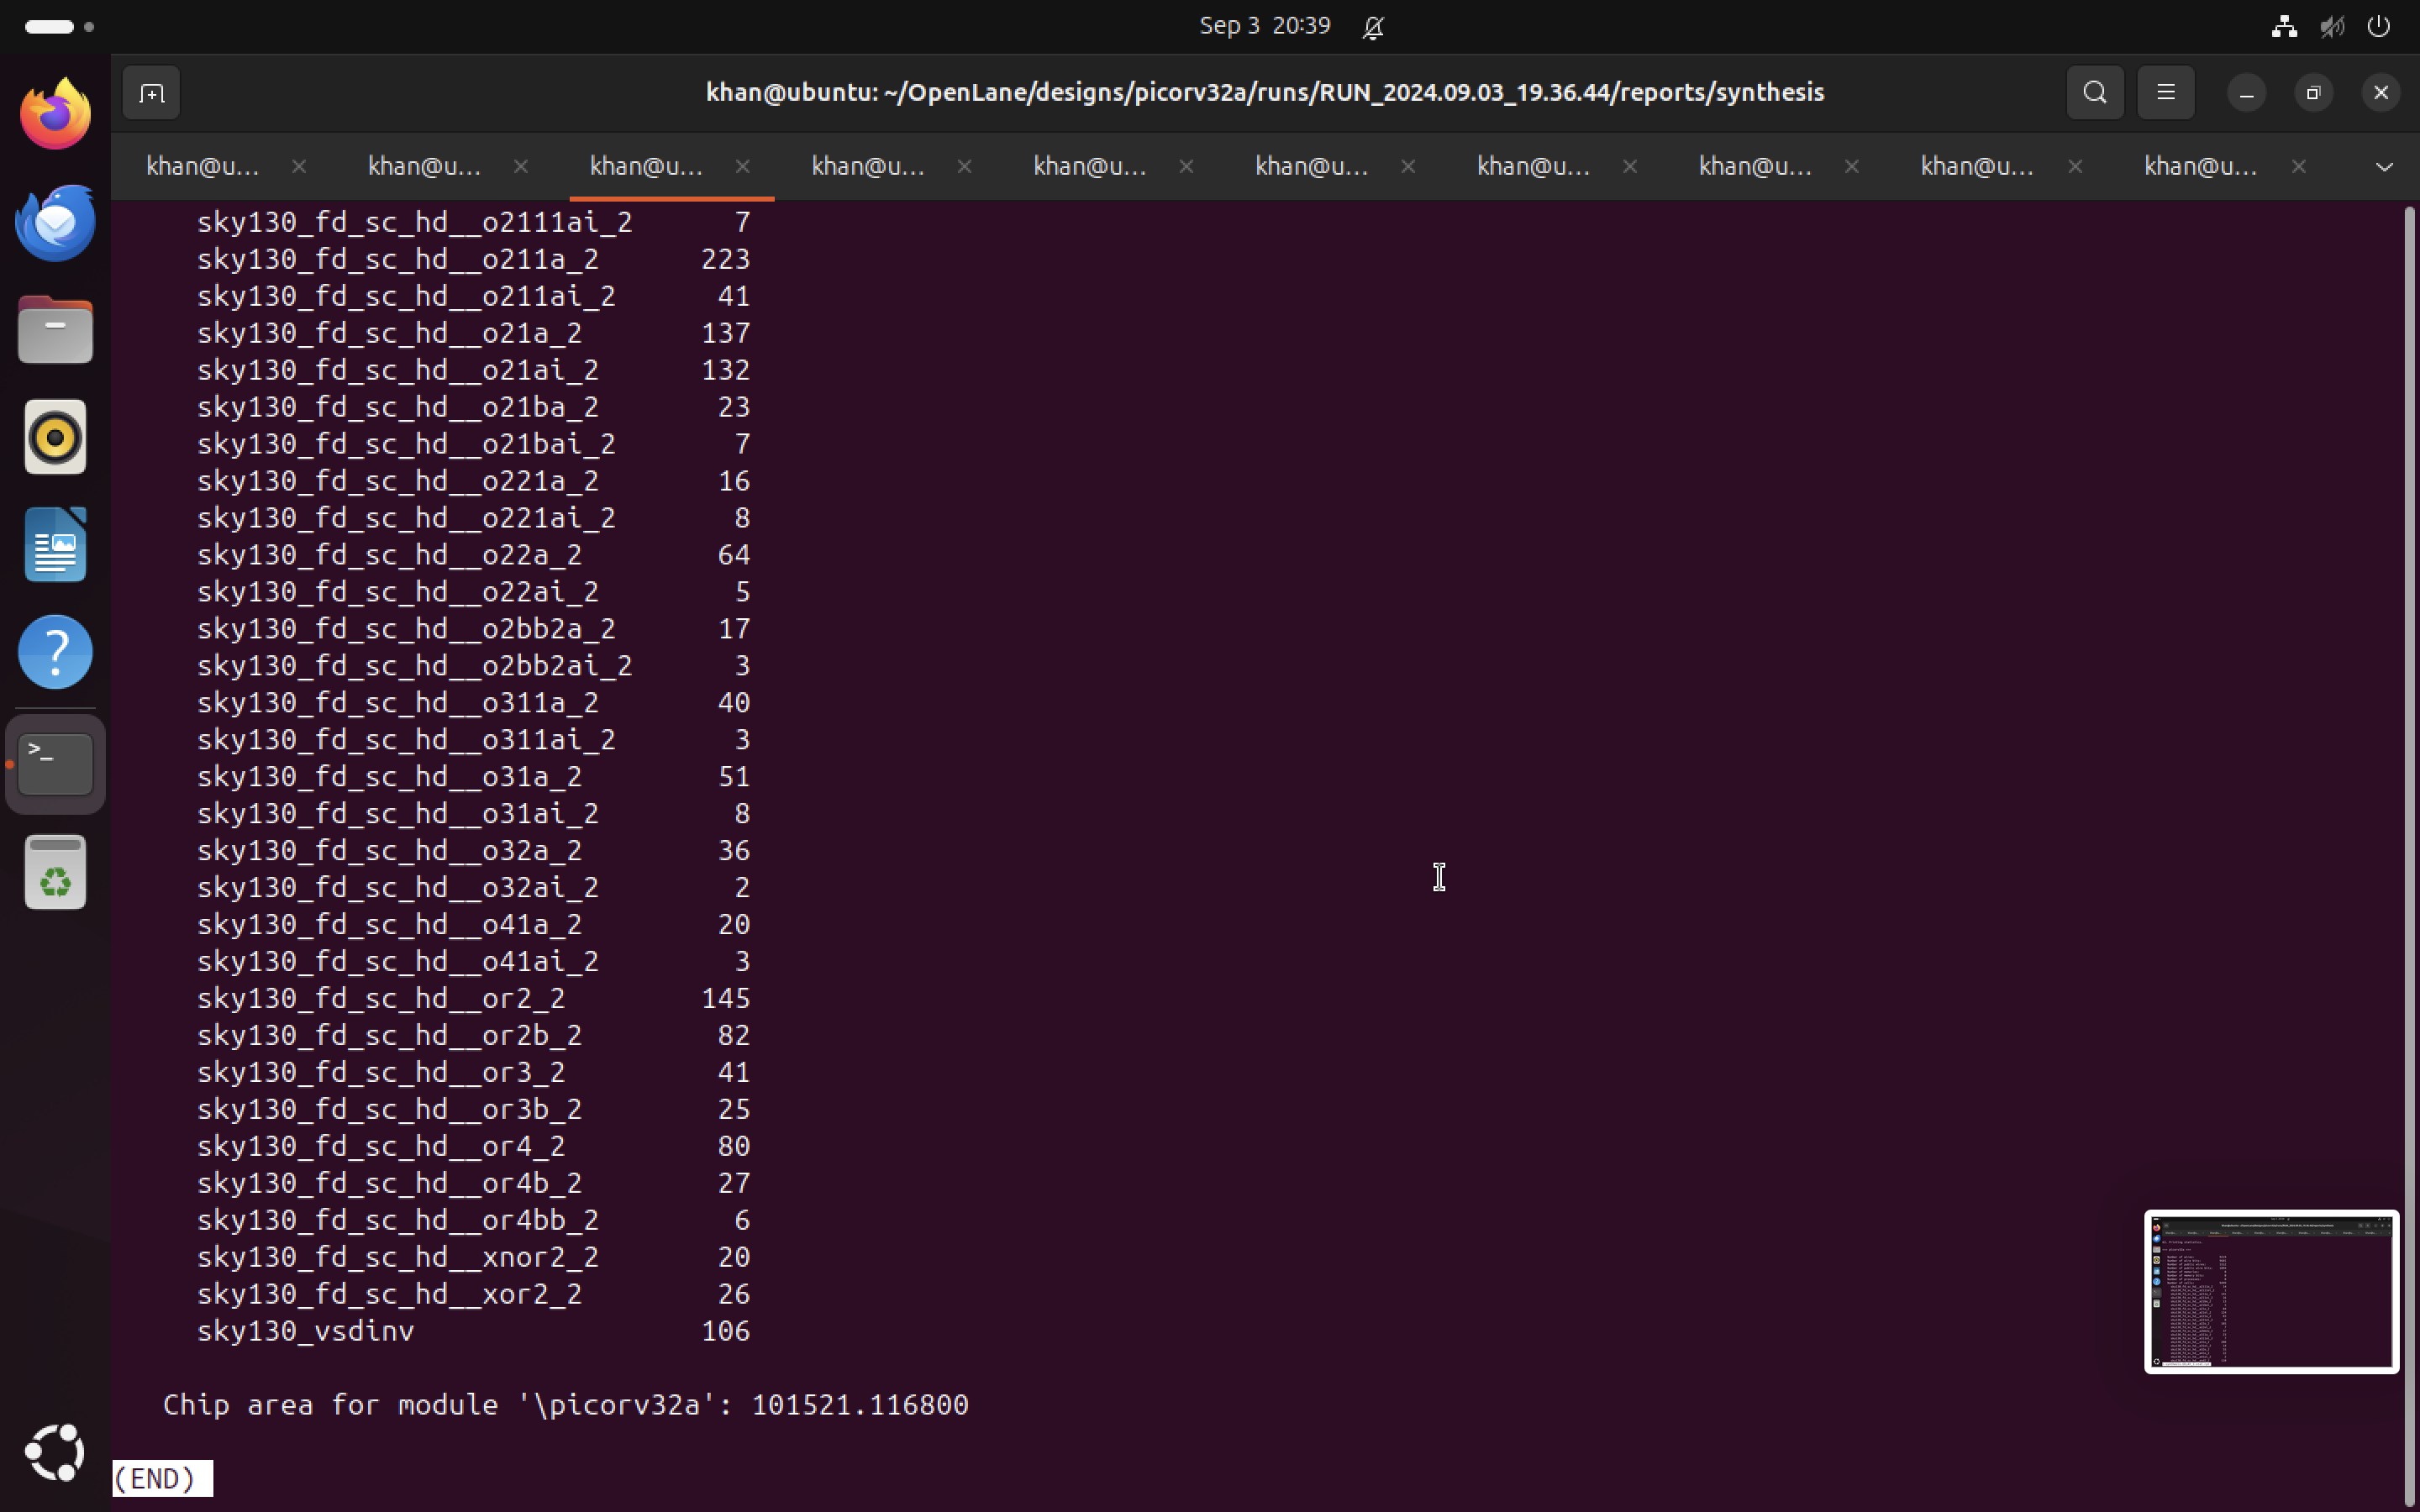 Sep 3 20:39
khan@ubuntu: ~/OpenLane/designs/picorv32a/runs/RUN_2024.09.03_19.36.44/reports/synthesis
khan@u... khan@u... khan@u... khan@u... khan@u... khan@u... khan@u... khan@u... khan@u... khan@u...
sky130_fd_sc_hd__o2111ai_2 7
sky130_fd_sc_hd__o211a_2 223
sky130_fd_sc_hd__o211ai_2 41
sky130_fd_sc_hd__o21a_2 137
sky130_fd_sc_hd__o21ai_2 132
sky130_fd_sc_hd__o21ba_2 23
sky130_fd_sc_hd__o21bai_2 7
sky130_fd_sc_hd__o221a_2 16
sky130_fd_sc_hd__o221ai_2 8
sky130_fd_sc_hd__o22a_2 64
sky130_fd_sc_hd__o22ai_2 5
sky130_fd_sc_hd__o2bb2a_2 17
sky130_fd_sc_hd__o2bb2ai_2 3
sky130_fd_sc_hd__o311a_2 40
sky130_fd_sc_hd__o311ai_2 3
sky130_fd_sc_hd__o31a_2 51
sky130_fd_sc_hd__o31ai_2 8
sky130_fd_sc_hd__o32a_2 36
sky130_fd_sc_hd__o32ai_2 2
sky130_fd_sc_hd__o41a_2 20
sky130_fd_sc_hd__o41ai_2 3
sky130_fd_sc_hd__or2_2 145
sky130_fd_sc_hd__or2b_2 82
sky130_fd_sc_hd__or3_2 41
sky130_fd_sc_hd__or3b_2 25
sky130_fd_sc_hd__or4_2 80
sky130_fd_sc_hd__or4b_2 27
sky130_fd_sc_hd__or4bb_2 6
sky130_fd_sc_hd__xnor2_2 20
sky130_fd_sc_hd__xor2_2 26
sky130_vsdinv 106
Chip area for module '\picorv32a': 101521.116800
(END)